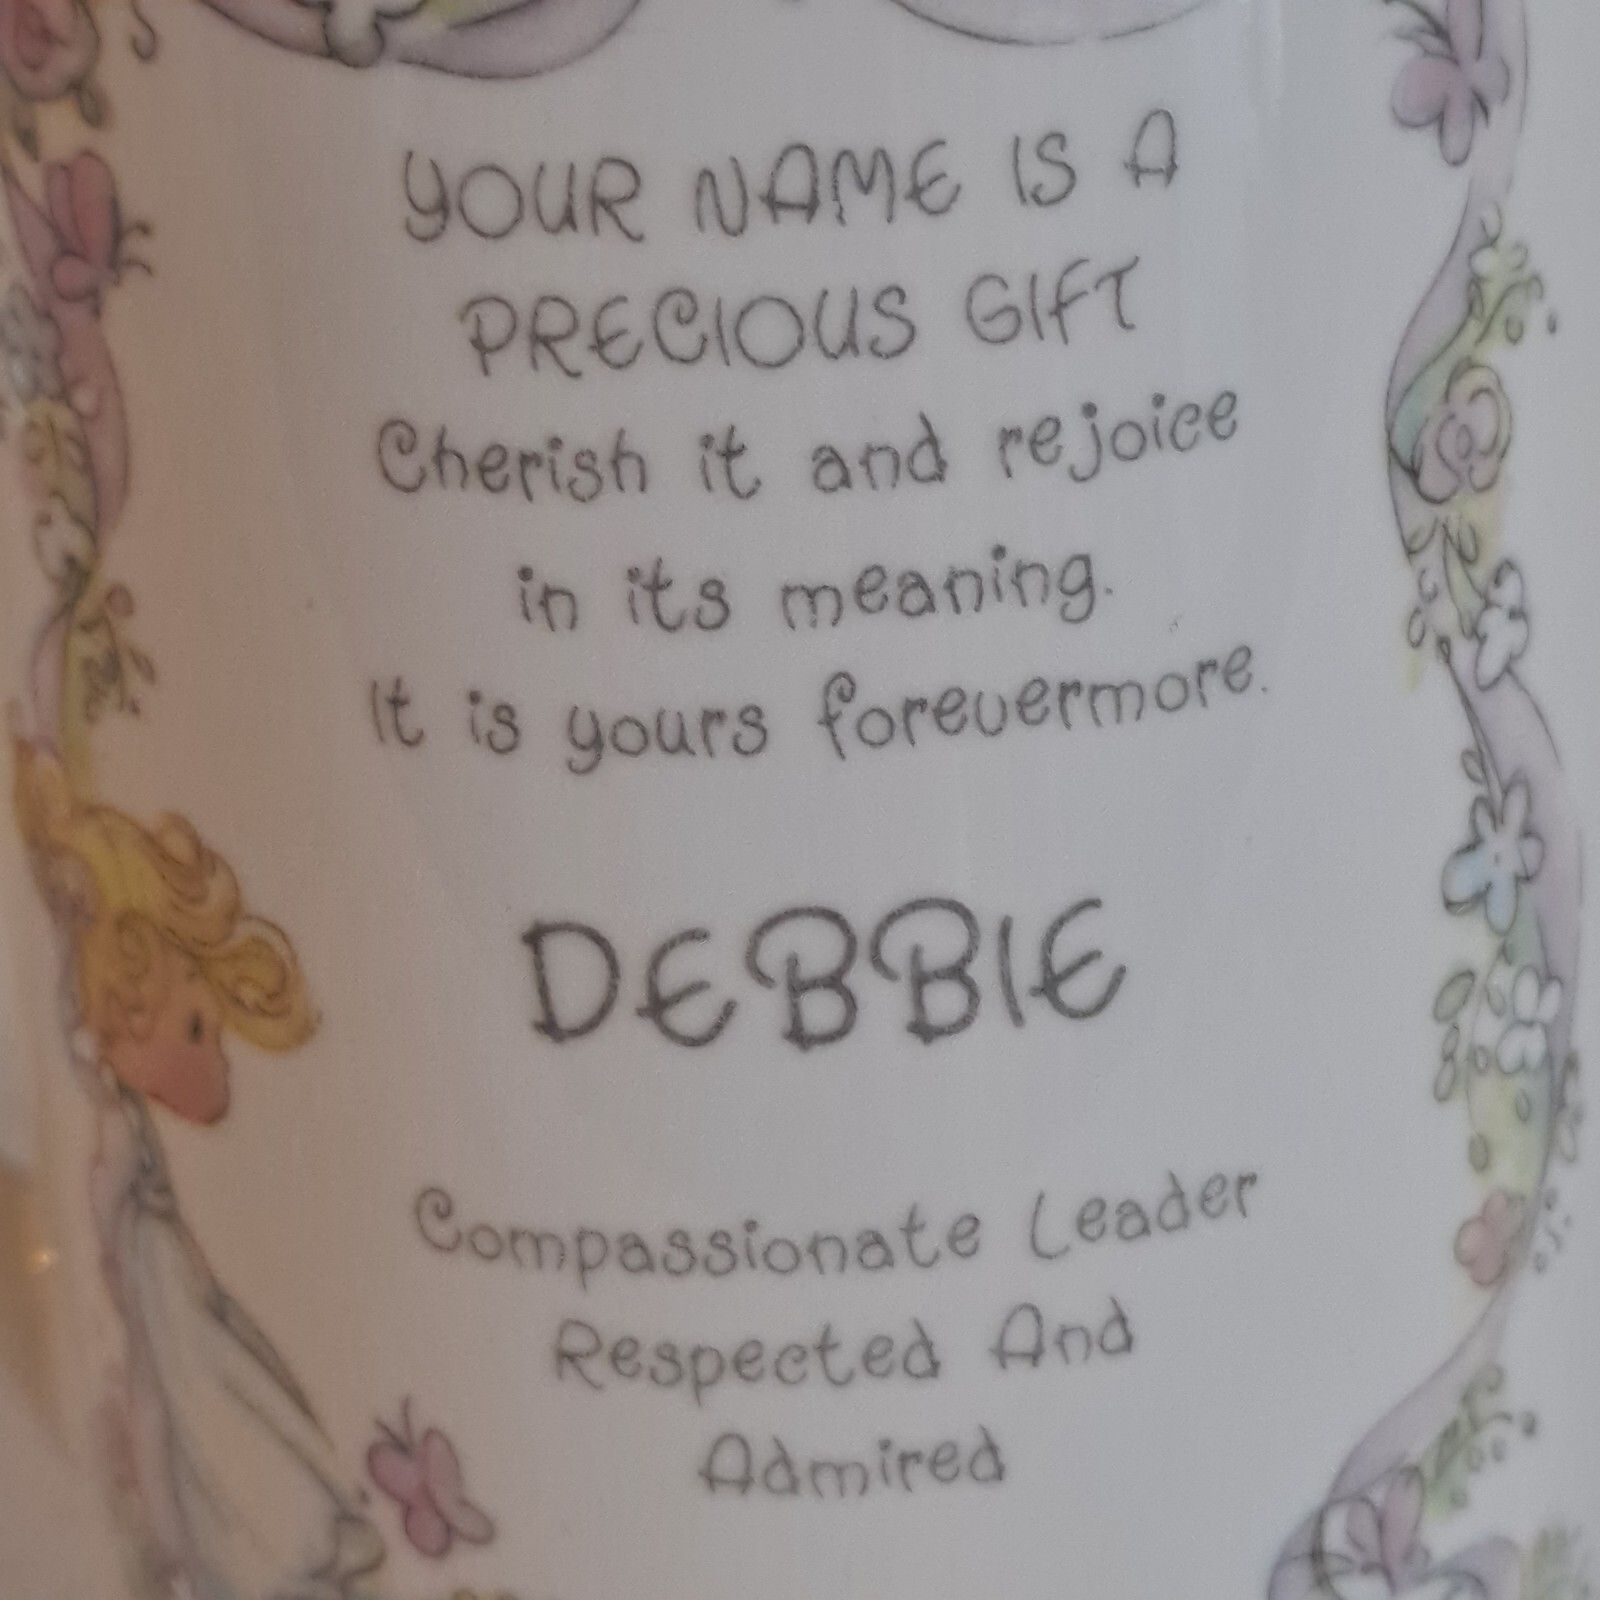 YOUR NAME IS A
PRECIOUS GIFT
Cherish it and rejoice
in its meaning.
It is yours forevermore.
DEBBIE
Compassionate Leader
Respected And
Admired